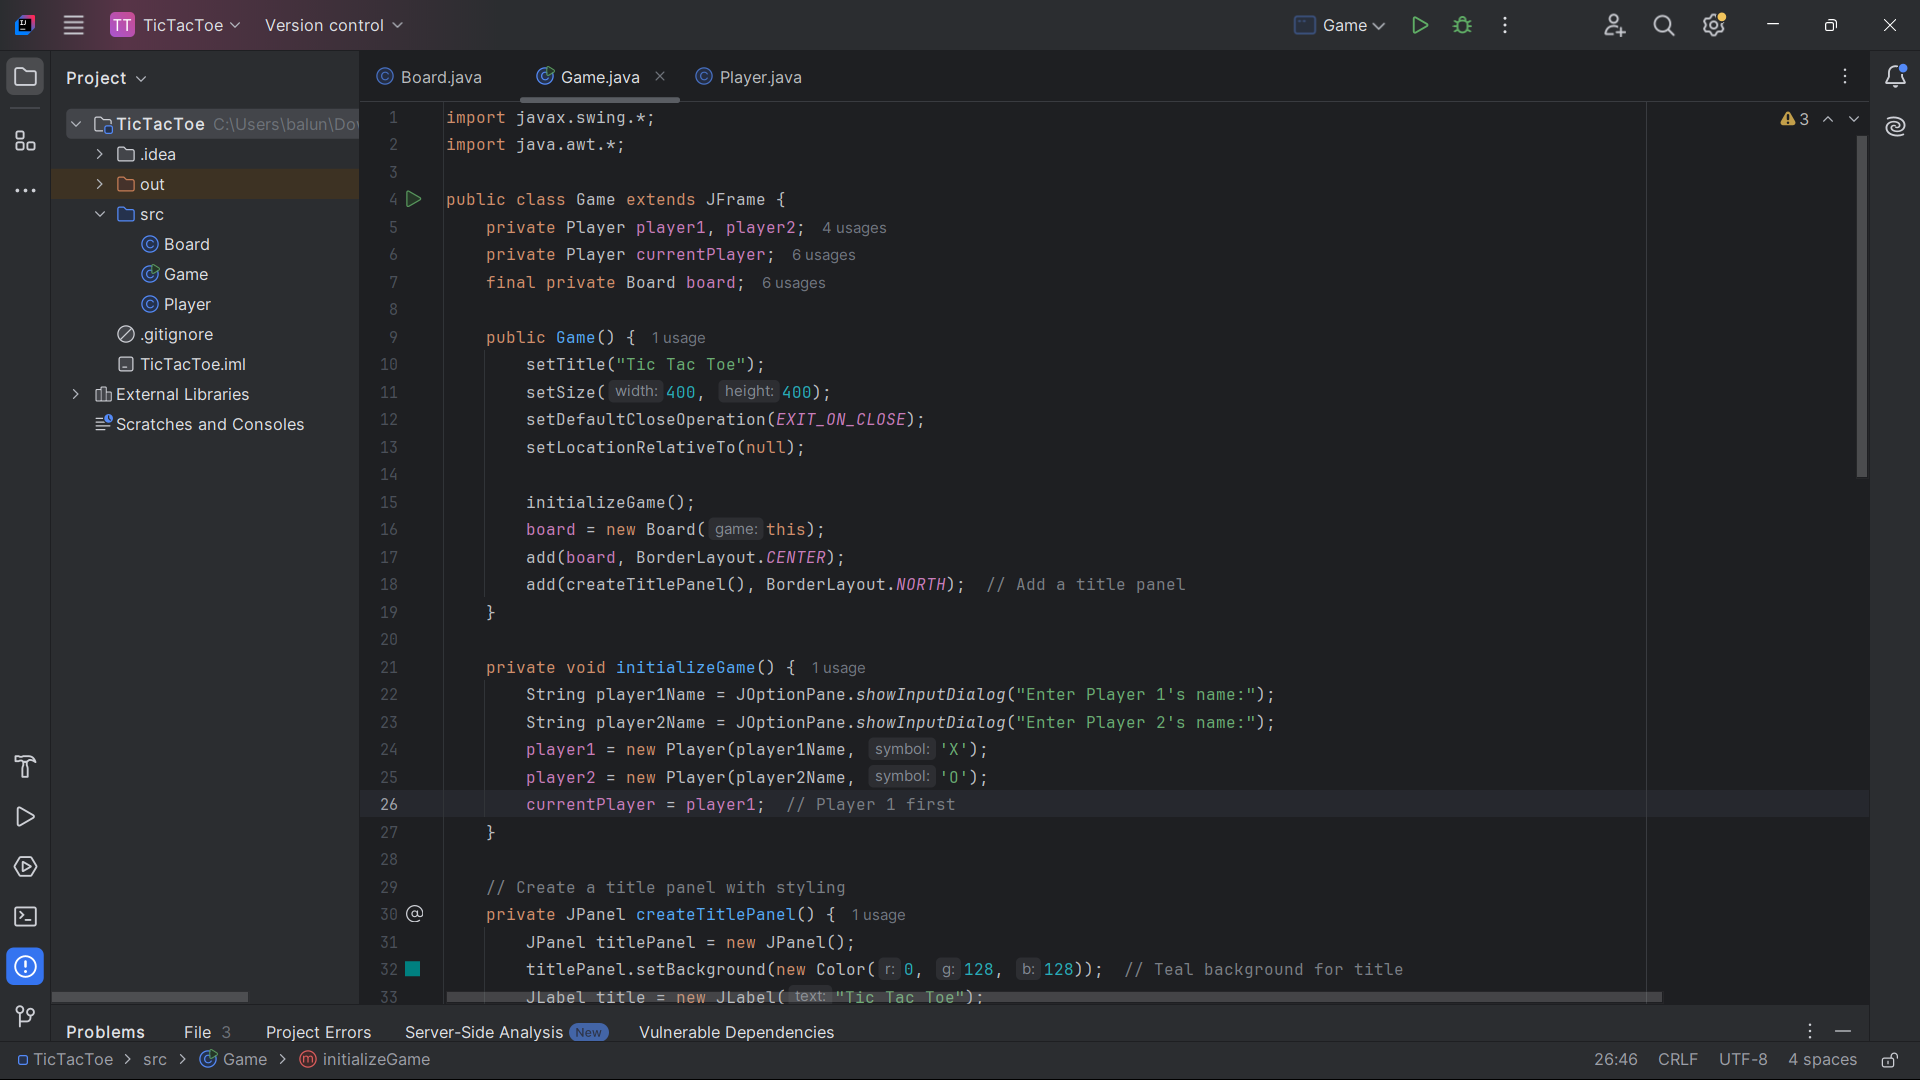 TT TicTacToe Version control Game
Project
Board.java Game.java Player.java
TicTacToe C:\Users\balun\Do
.idea
out
src
Board
Game
Player
.gitignore
TicTacToe.iml
External Libraries
Scratches and Consoles
3
1 import javax.swing.*;
2 import java.awt.*;
3
4 public class Game extends JFrame {
5 private Player player1, player2; 4 usages
6 private Player currentPlayer; 6 usages
7 final private Board board; 6 usages
8
9 public Game() { 1 usage
10 setTitle("Tic Tac Toe");
11 setSize( width: 400, height: 400);
12 setDefaultCloseOperation(EXIT_ON_CLOSE);
13 setLocationRelativeTo(null);
14
15 initializeGame();
16 board = new Board( game: this);
17 add(board, BorderLayout.CENTER);
18 add(createTitlePanel(), BorderLayout.NORTH); // Add a title panel
19 }
20
21 private void initializeGame() { 1 usage
22 String player1Name = JOptionPane.showInputDialog("Enter Player 1's name:");
23 String player2Name = JOptionPane.showInputDialog("Enter Player 2's name:");
24 player1 = new Player(player1Name, symbol: 'X');
25 player2 = new Player(player2Name, symbol: 'O');
26 currentPlayer = player1; // Player 1 first
27 }
28
29 // Create a title panel with styling
30 private JPanel createTitlePanel() { 1 usage
31 JPanel titlePanel = new JPanel();
32 titlePanel.setBackground(new Color( r: 0, g: 128, b: 128)); // Teal background for title
33 JLabel title = new JLabel( text: "Tic Tac Toe");
Problems File 3 Project Errors Server-Side Analysis New Vulnerable Dependencies
TicTacToe > src > Game > initializeGame 26:46 CRLF UTF-8 4 spaces